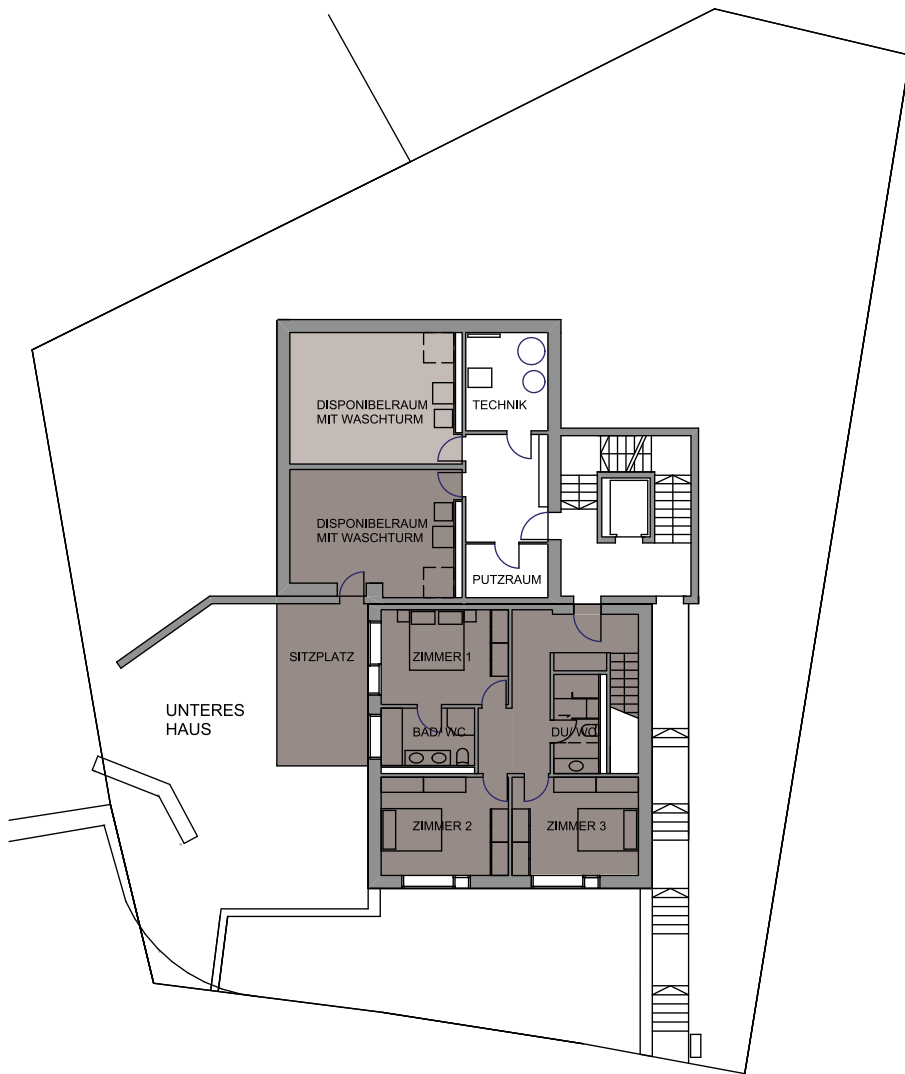 DISPONIBELRAUM
MIT WASCHTURM
TECHNIK
DISPONIBELRAUM
MIT WASCHTURM
PUTZRAUM
SITZPLATZ
ZIMMER 1
UNTERES
HAUS
BAD/ WC
DU/ WC
ZIMMER 2
ZIMMER 3